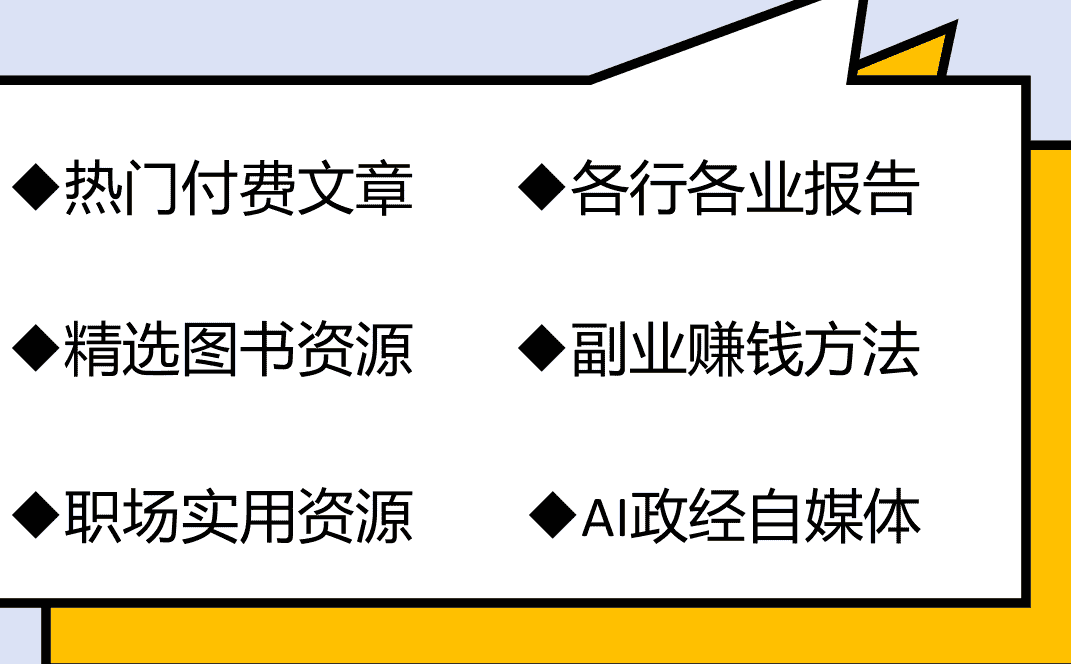 ◆热门付费文章 ◆各行各业报告
◆精选图书资源 ◆副业赚钱方法
◆职场实用资源 ◆AI政经自媒体